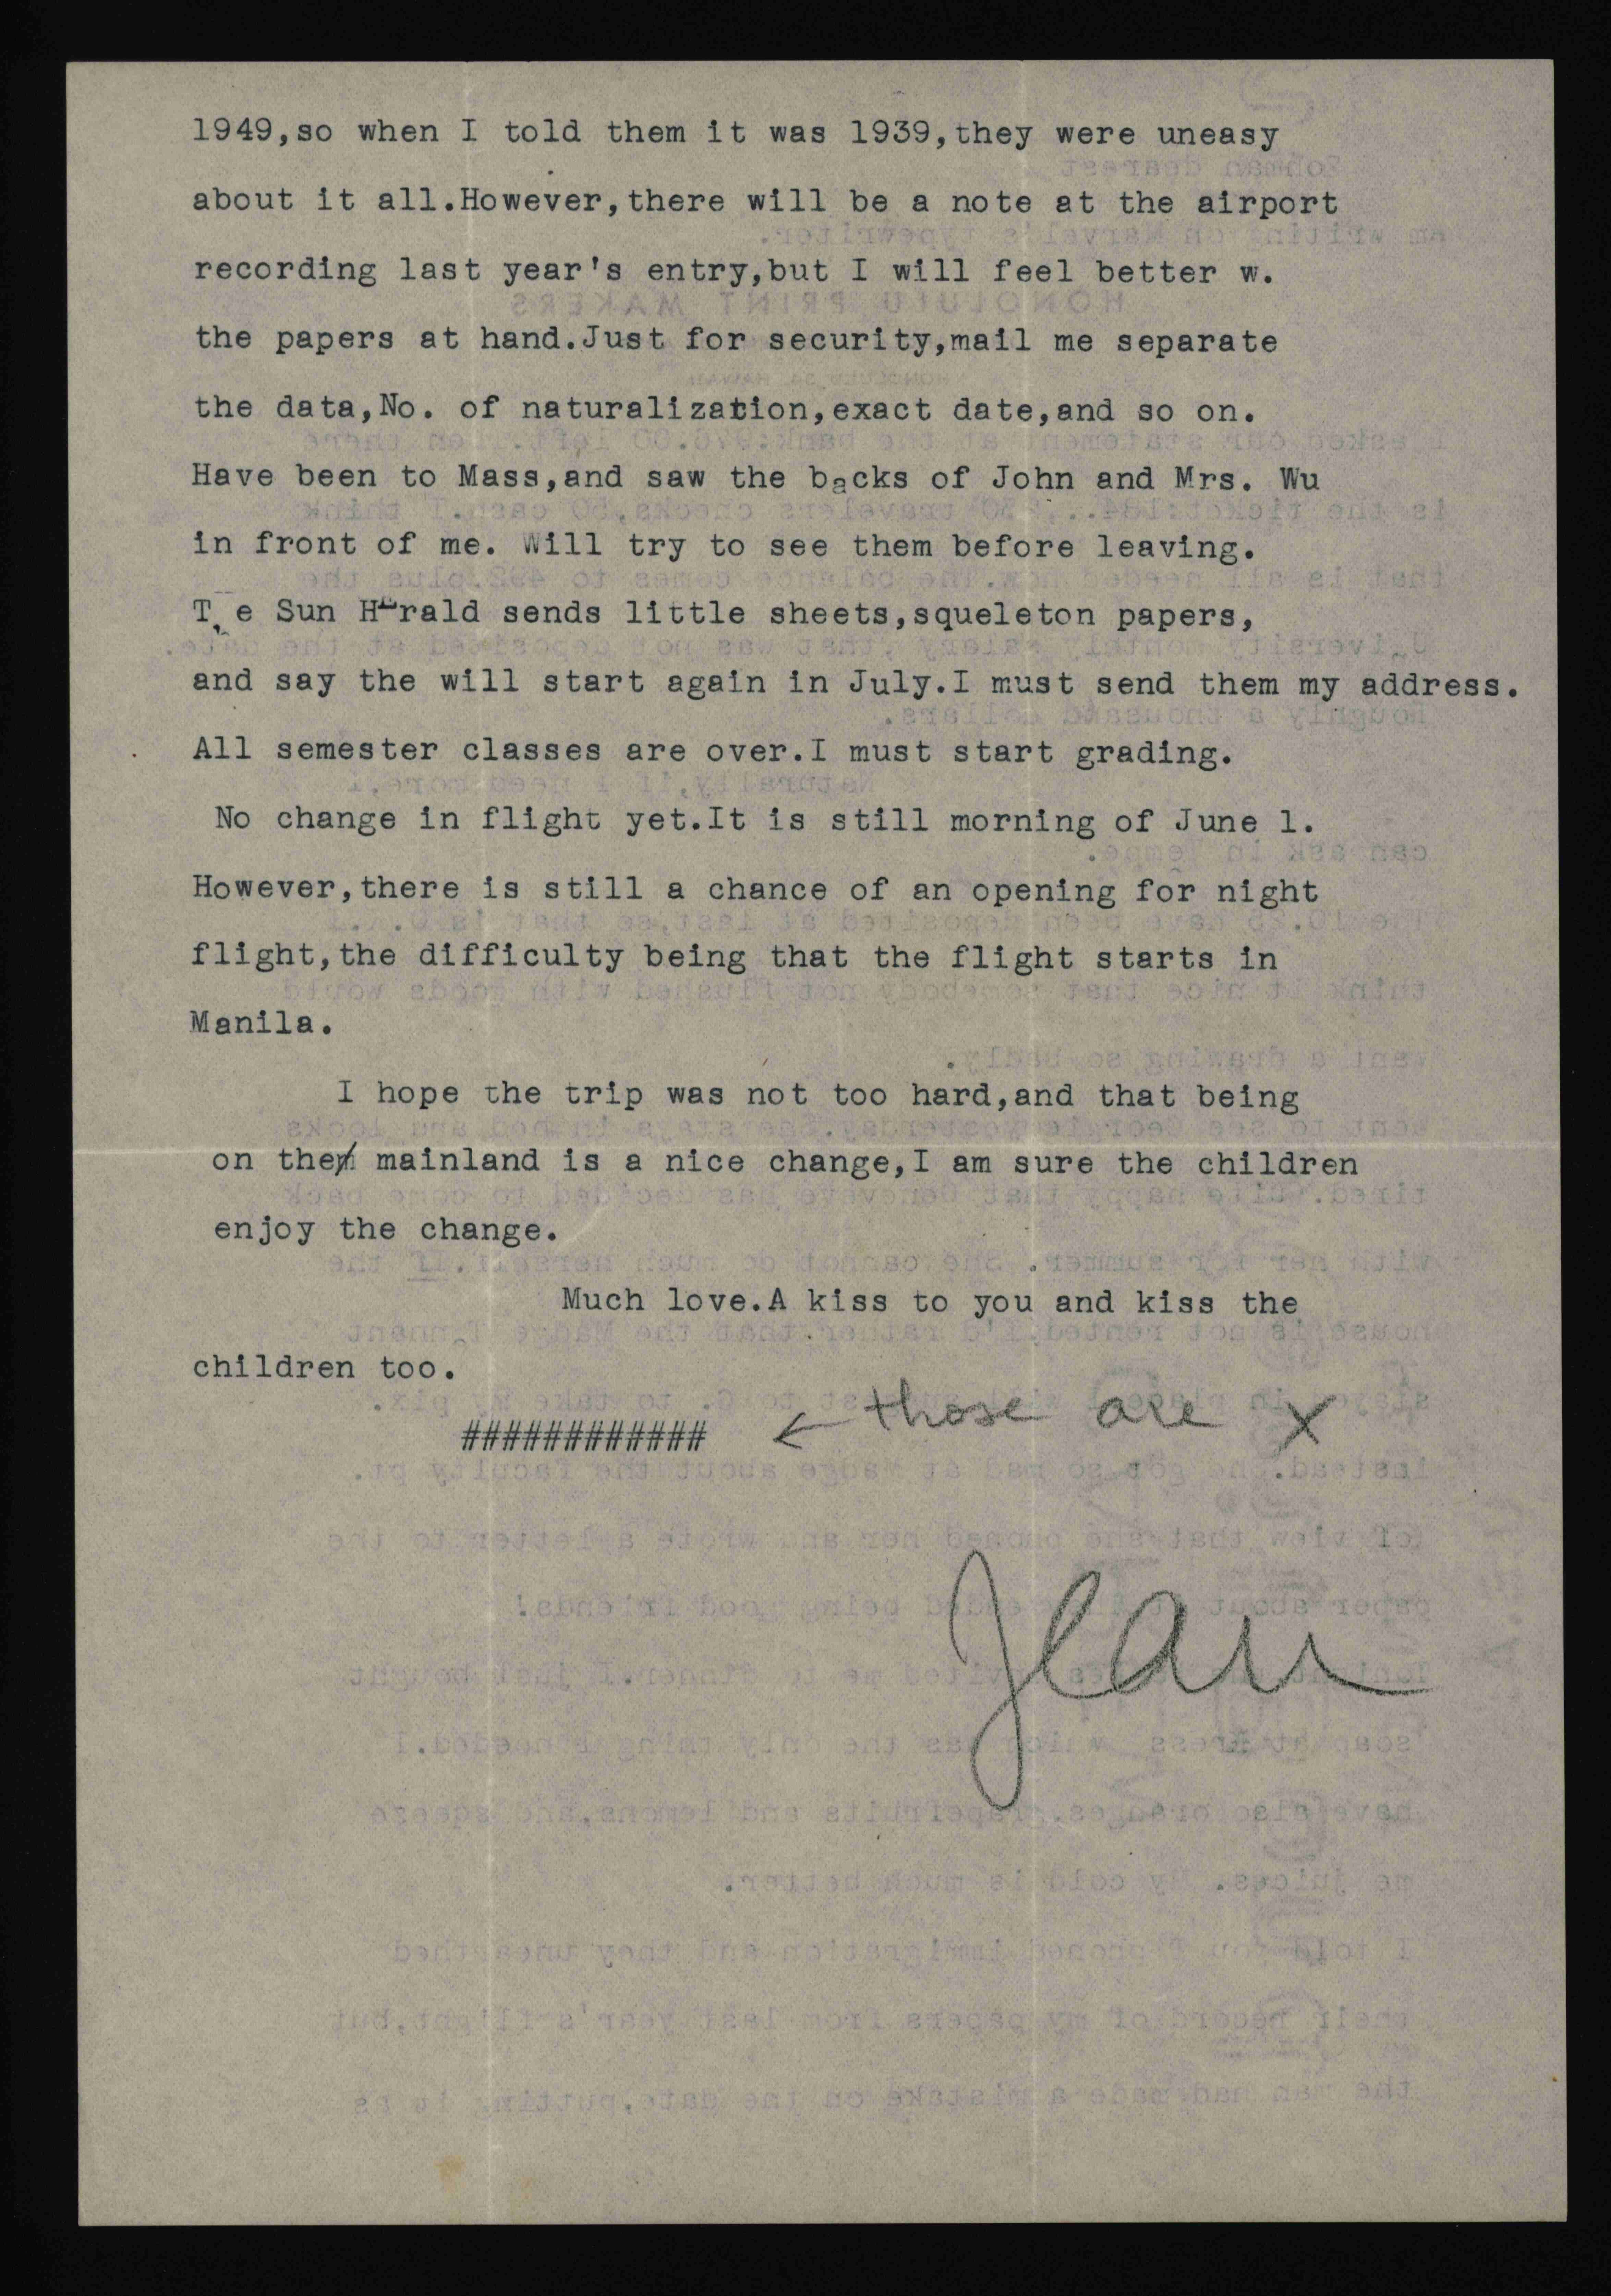 1949,so when I told them it was 1939,they were uneasy
about it all.However,there will be a note at the airport
recording last year's entry,but I will feel better w.
the papers at hand.Just for security,mail me separate
the data,No. of naturalization,exact date,and so on.
Have been to Mass,and saw the backs of John and Mrs. Wu
in front of me. Will try to see them before leaving.
The Sun Herald sends little sheets,squeleton papers,
and say the will start again in July.I must send them my address.
All semester classes are over.I must start grading.
No change in flight yet.It is still morning of June 1.
However,there is still a chance of an opening for night
flight,the difficulty being that the flight starts in
Manila.
I hope the trip was not too hard,and that being
on the mainland is a nice change,I am sure the children
enjoy the change.
Much love.A kiss to you and kiss the
children too.
############ ← those are x
Jean